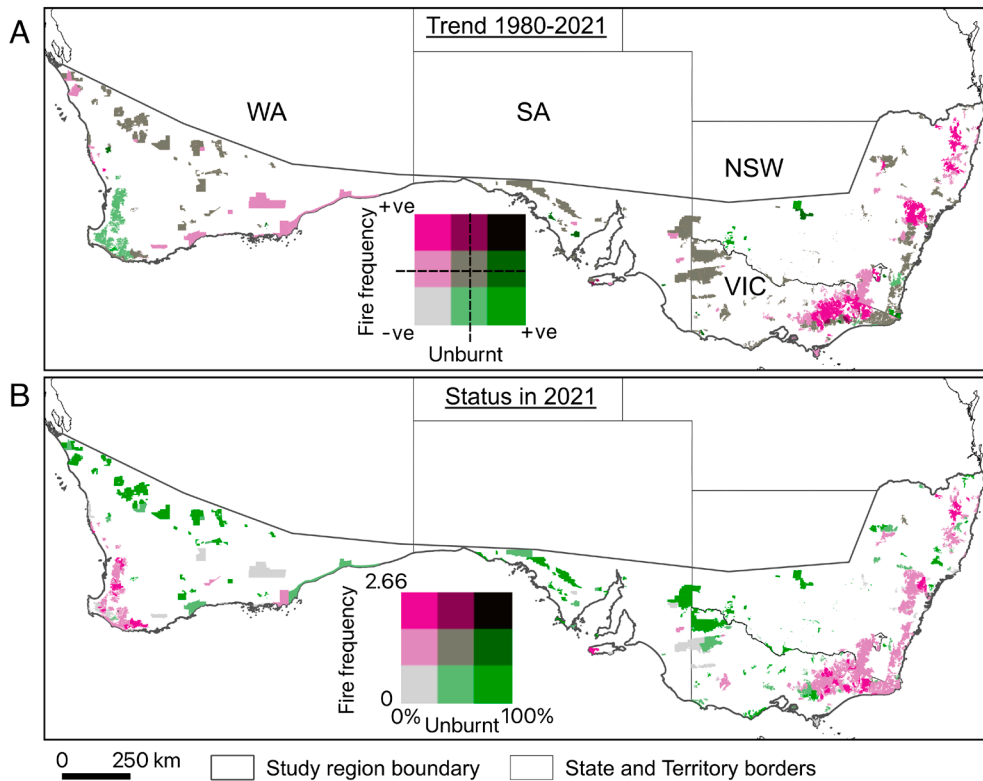 A
Trend 1980-2021
WA
SA
NSW
VIC
+ve
Fire frequency
-ve
+ve
Unburnt
B
Status in 2021
2.66
Fire frequency
0
0%
100%
Unburnt
0 250 km
Study region boundary
State and Territory borders